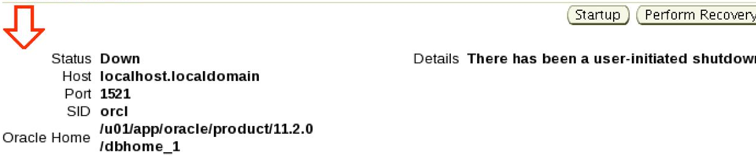 Startup Perform Recovery
Status Down Details There has been a user-initiated shutdown
Host localhost.localdomain
Port 1521
SID orcl
Oracle Home /u01/app/oracle/product/11.2.0
/dbhome_1